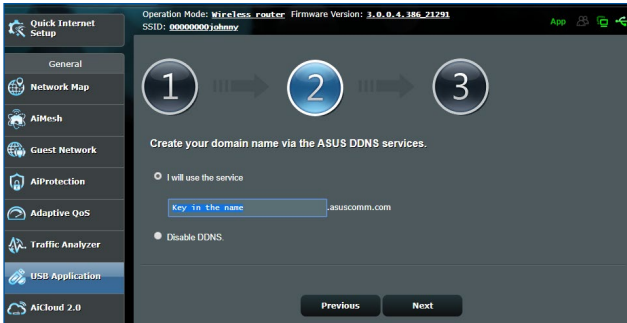 Quick Internet
Setup
Operation Mode: Wireless router Firmware Version: 3.0.0.4.386_21291
SSID: 00000000johnny
App
General
Network Map
AiMesh
Guest Network
AiProtection
Adaptive QoS
Traffic Analyzer
USB Application
AiCloud 2.0
1 2 3
Create your domain name via the ASUS DDNS services.
I will use the service
Key in the name .asuscomm.com
Disable DDNS.
Previous Next